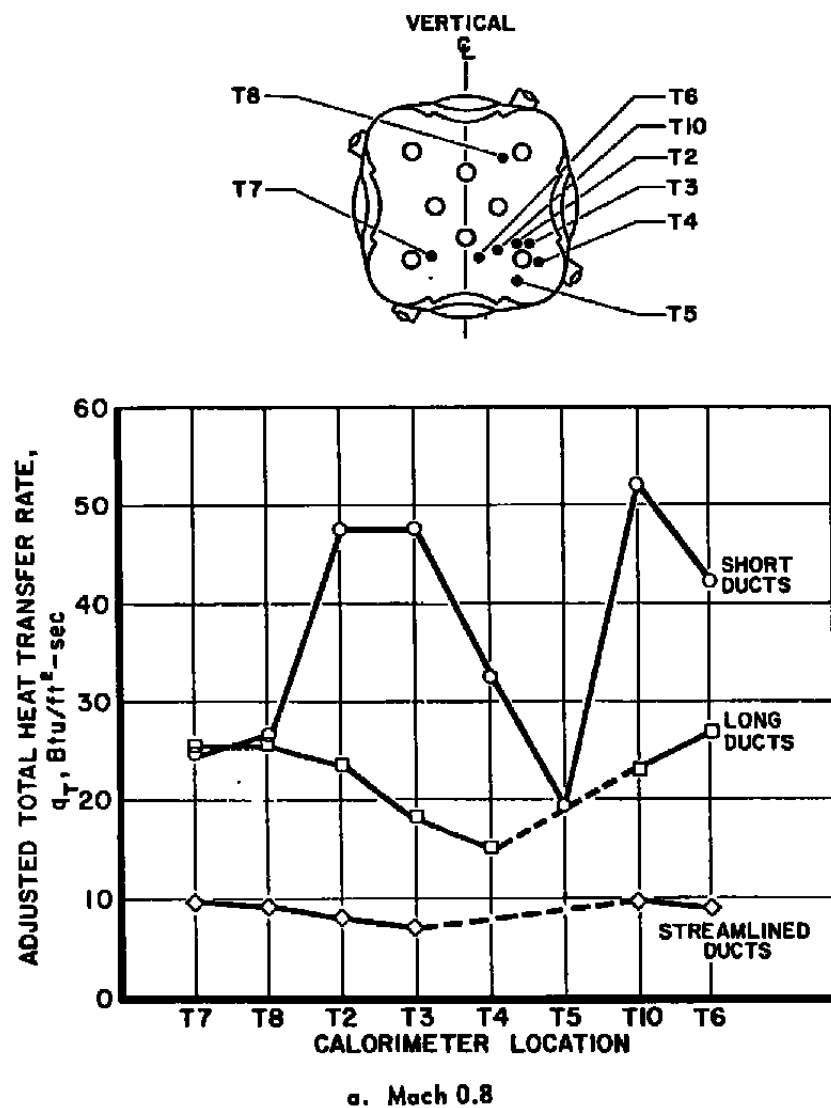 VERTICAL
℄
T8
T6
T10
T2
T7
T3
T4
T5
ADJUSTED TOTAL HEAT TRANSFER RATE,
q_T, Btu/ft²-sec
60
50
40
30
20
10
0
SHORT
DUCTS
LONG
DUCTS
STREAMLINED
DUCTS
T7 T8 T2 T3 T4 T5 T10 T6
CALORIMETER LOCATION
a. Mach 0.8